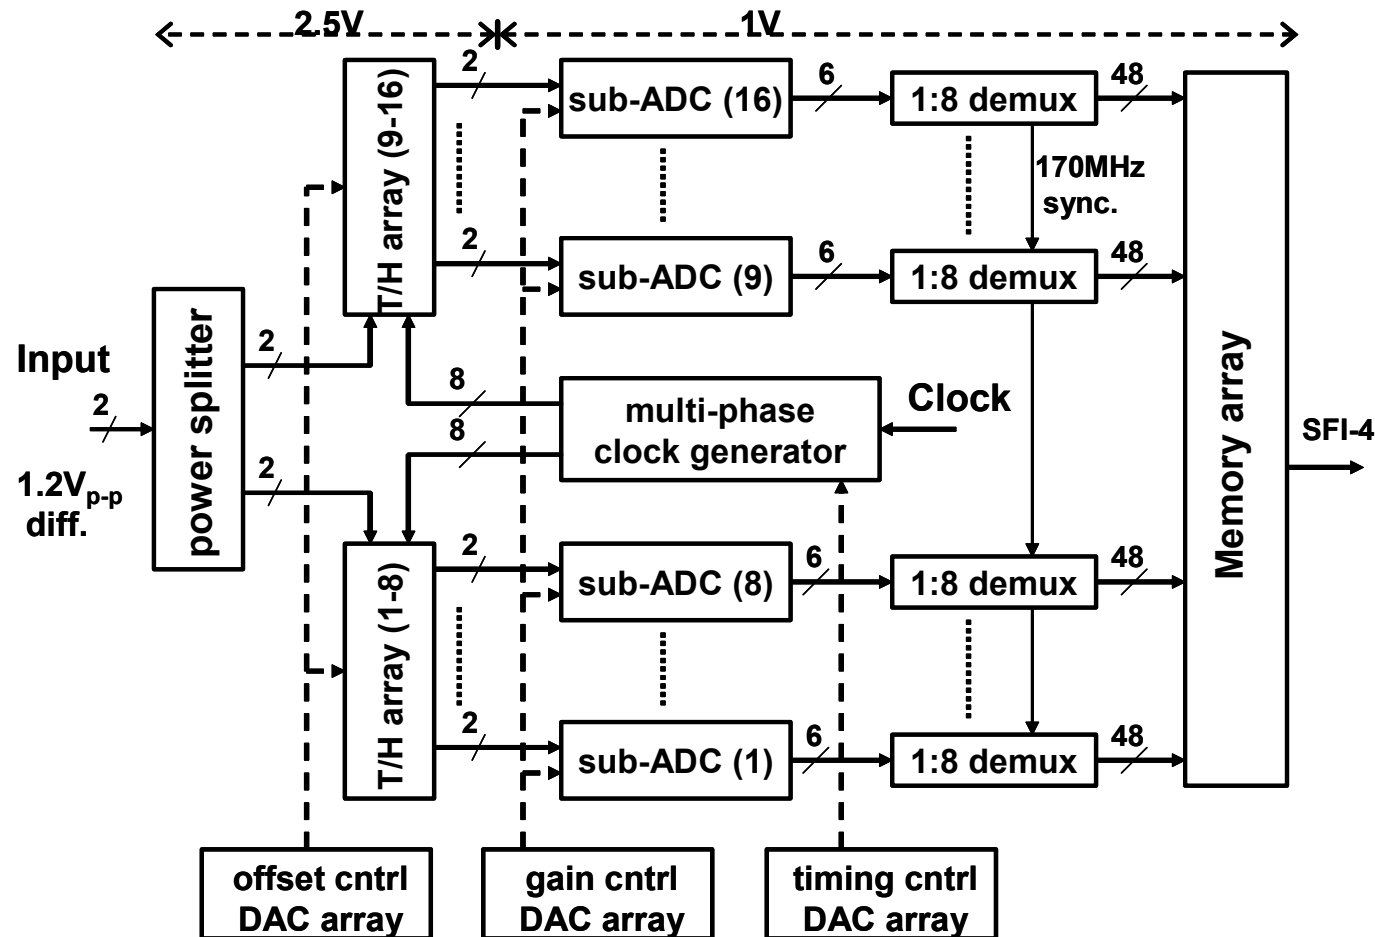 2.5V
1V
T/H array (9-16)
2
sub-ADC (16)
6
1:8 demux
48
170MHz
sync.
2
sub-ADC (9)
6
1:8 demux
48
Input
2
1.2Vp-p
diff.
power splitter
2
2
8
8
multi-phase
clock generator
Clock
Memory array
SFI-4
T/H array (1-8)
2
sub-ADC (8)
6
1:8 demux
48
2
sub-ADC (1)
6
1:8 demux
48
offset cntrl
DAC array
gain cntrl
DAC array
timing cntrl
DAC array